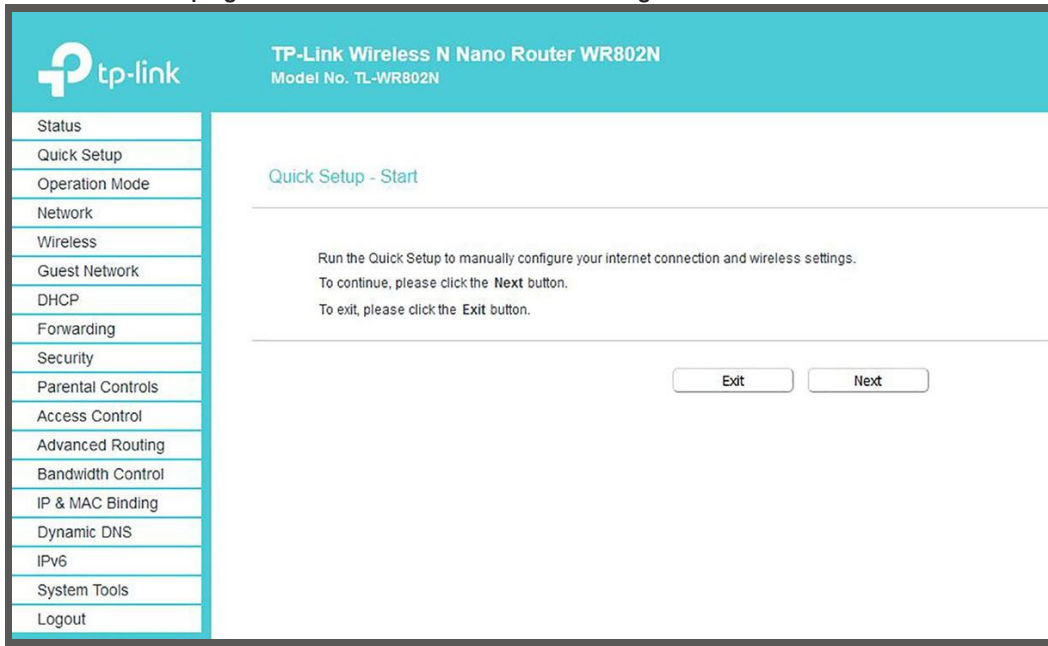 tp-link
TP-Link Wireless N Nano Router WR802N
Model No. TL-WR802N
Status
Quick Setup
Operation Mode
Network
Wireless
Guest Network
DHCP
Forwarding
Security
Parental Controls
Access Control
Advanced Routing
Bandwidth Control
IP & MAC Binding
Dynamic DNS
IPv6
System Tools
Logout
Quick Setup - Start
Run the Quick Setup to manually configure your internet connection and wireless settings.
To continue, please click the Next button.
To exit, please click the Exit button.
Exit
Next